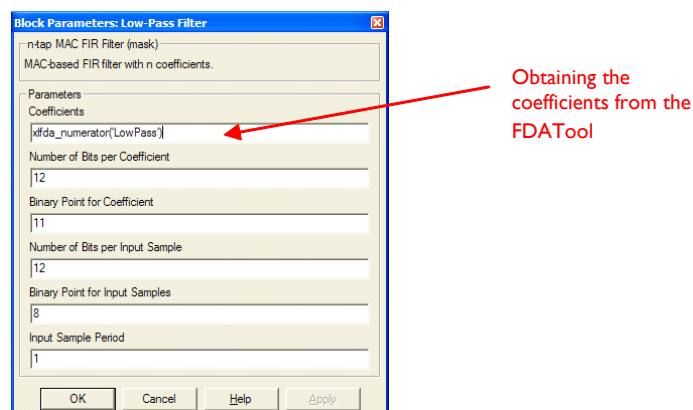 Block Parameters: Low-Pass Filter
n-tap MAC FIR Filter (mask)
MAC-based FIR filter with n coefficients.
Parameters
Coefficients
xlfda_numerator('LowPass')
Number of Bits per Coefficient
12
Binary Point for Coefficient
11
Number of Bits per Input Sample
12
Binary Point for Input Samples
8
Input Sample Period
1
OK Cancel Help Apply
Obtaining the
coefficients from the
FDATool